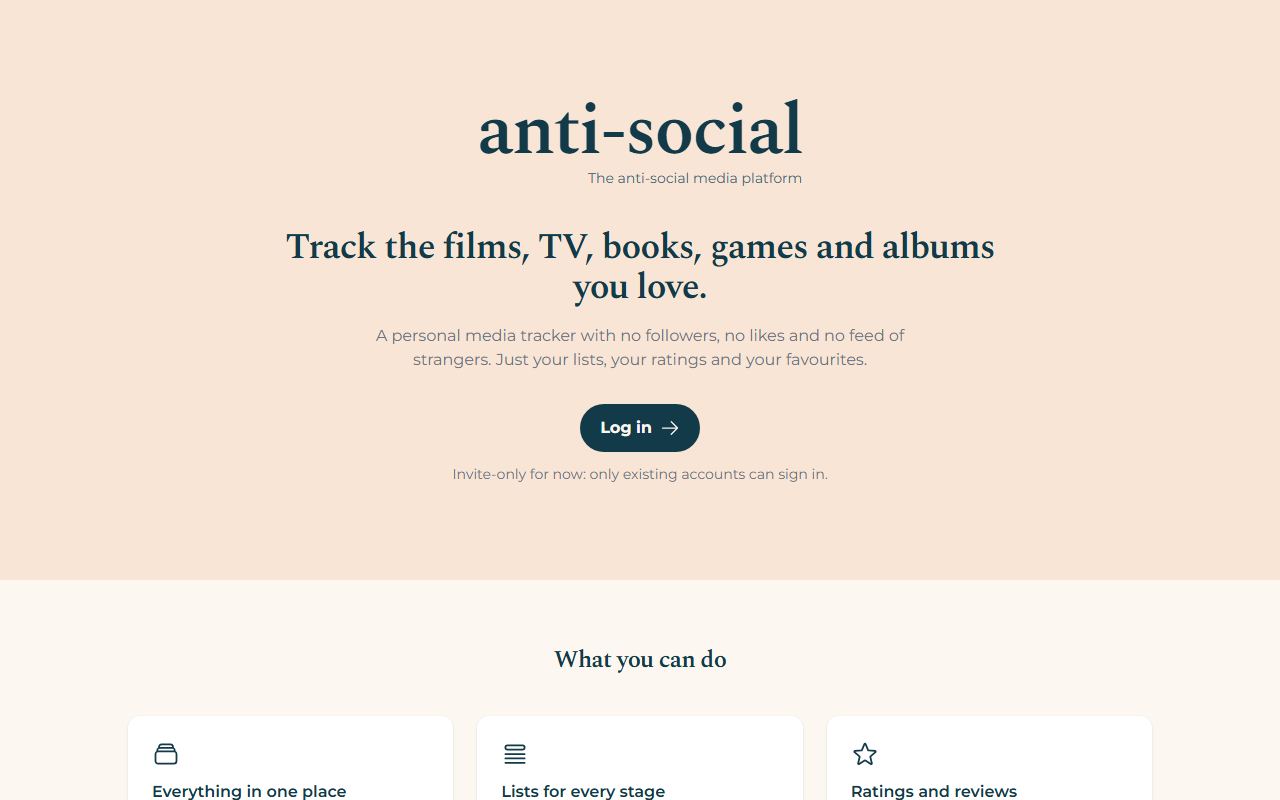 anti-social
The anti-social media platform
Track the films, TV, books, games and albums
you love.
A personal media tracker with no followers, no likes and no feed of
strangers. Just your lists, your ratings and your favourites.
Log in
Invite-only for now: only existing accounts can sign in.
What you can do
Everything in one place
Lists for every stage
Ratings and reviews